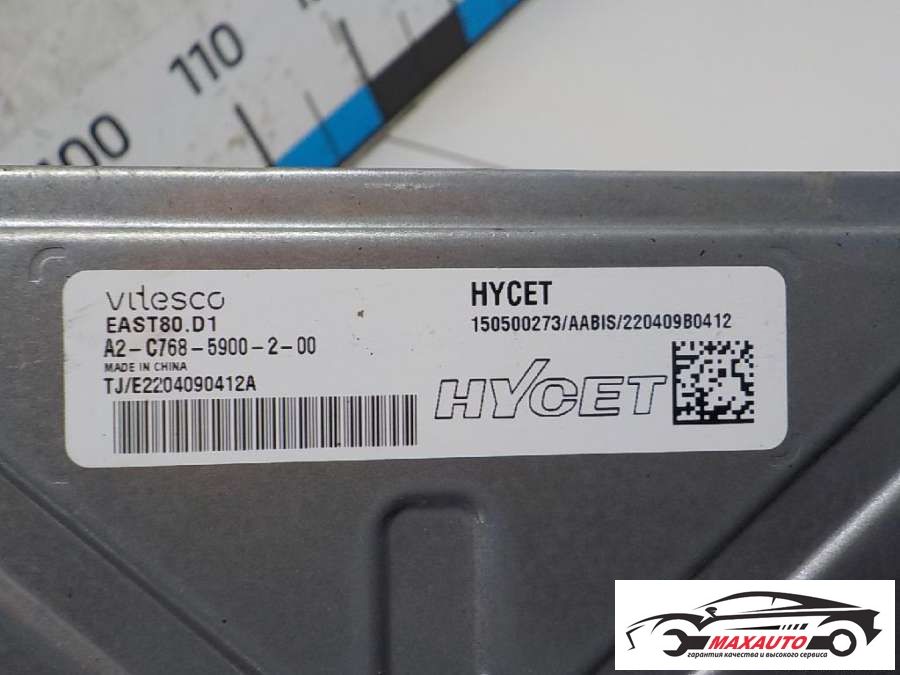 100
110
vitesco
EAST80.D1
A2-C768-5900-2-00
MADE IN CHINA
TJ/E2204090412A
HYCET
150500273/AABIS/220409B0412
HYCET
MAXAUTO
гарантия качества и высокого сервиса